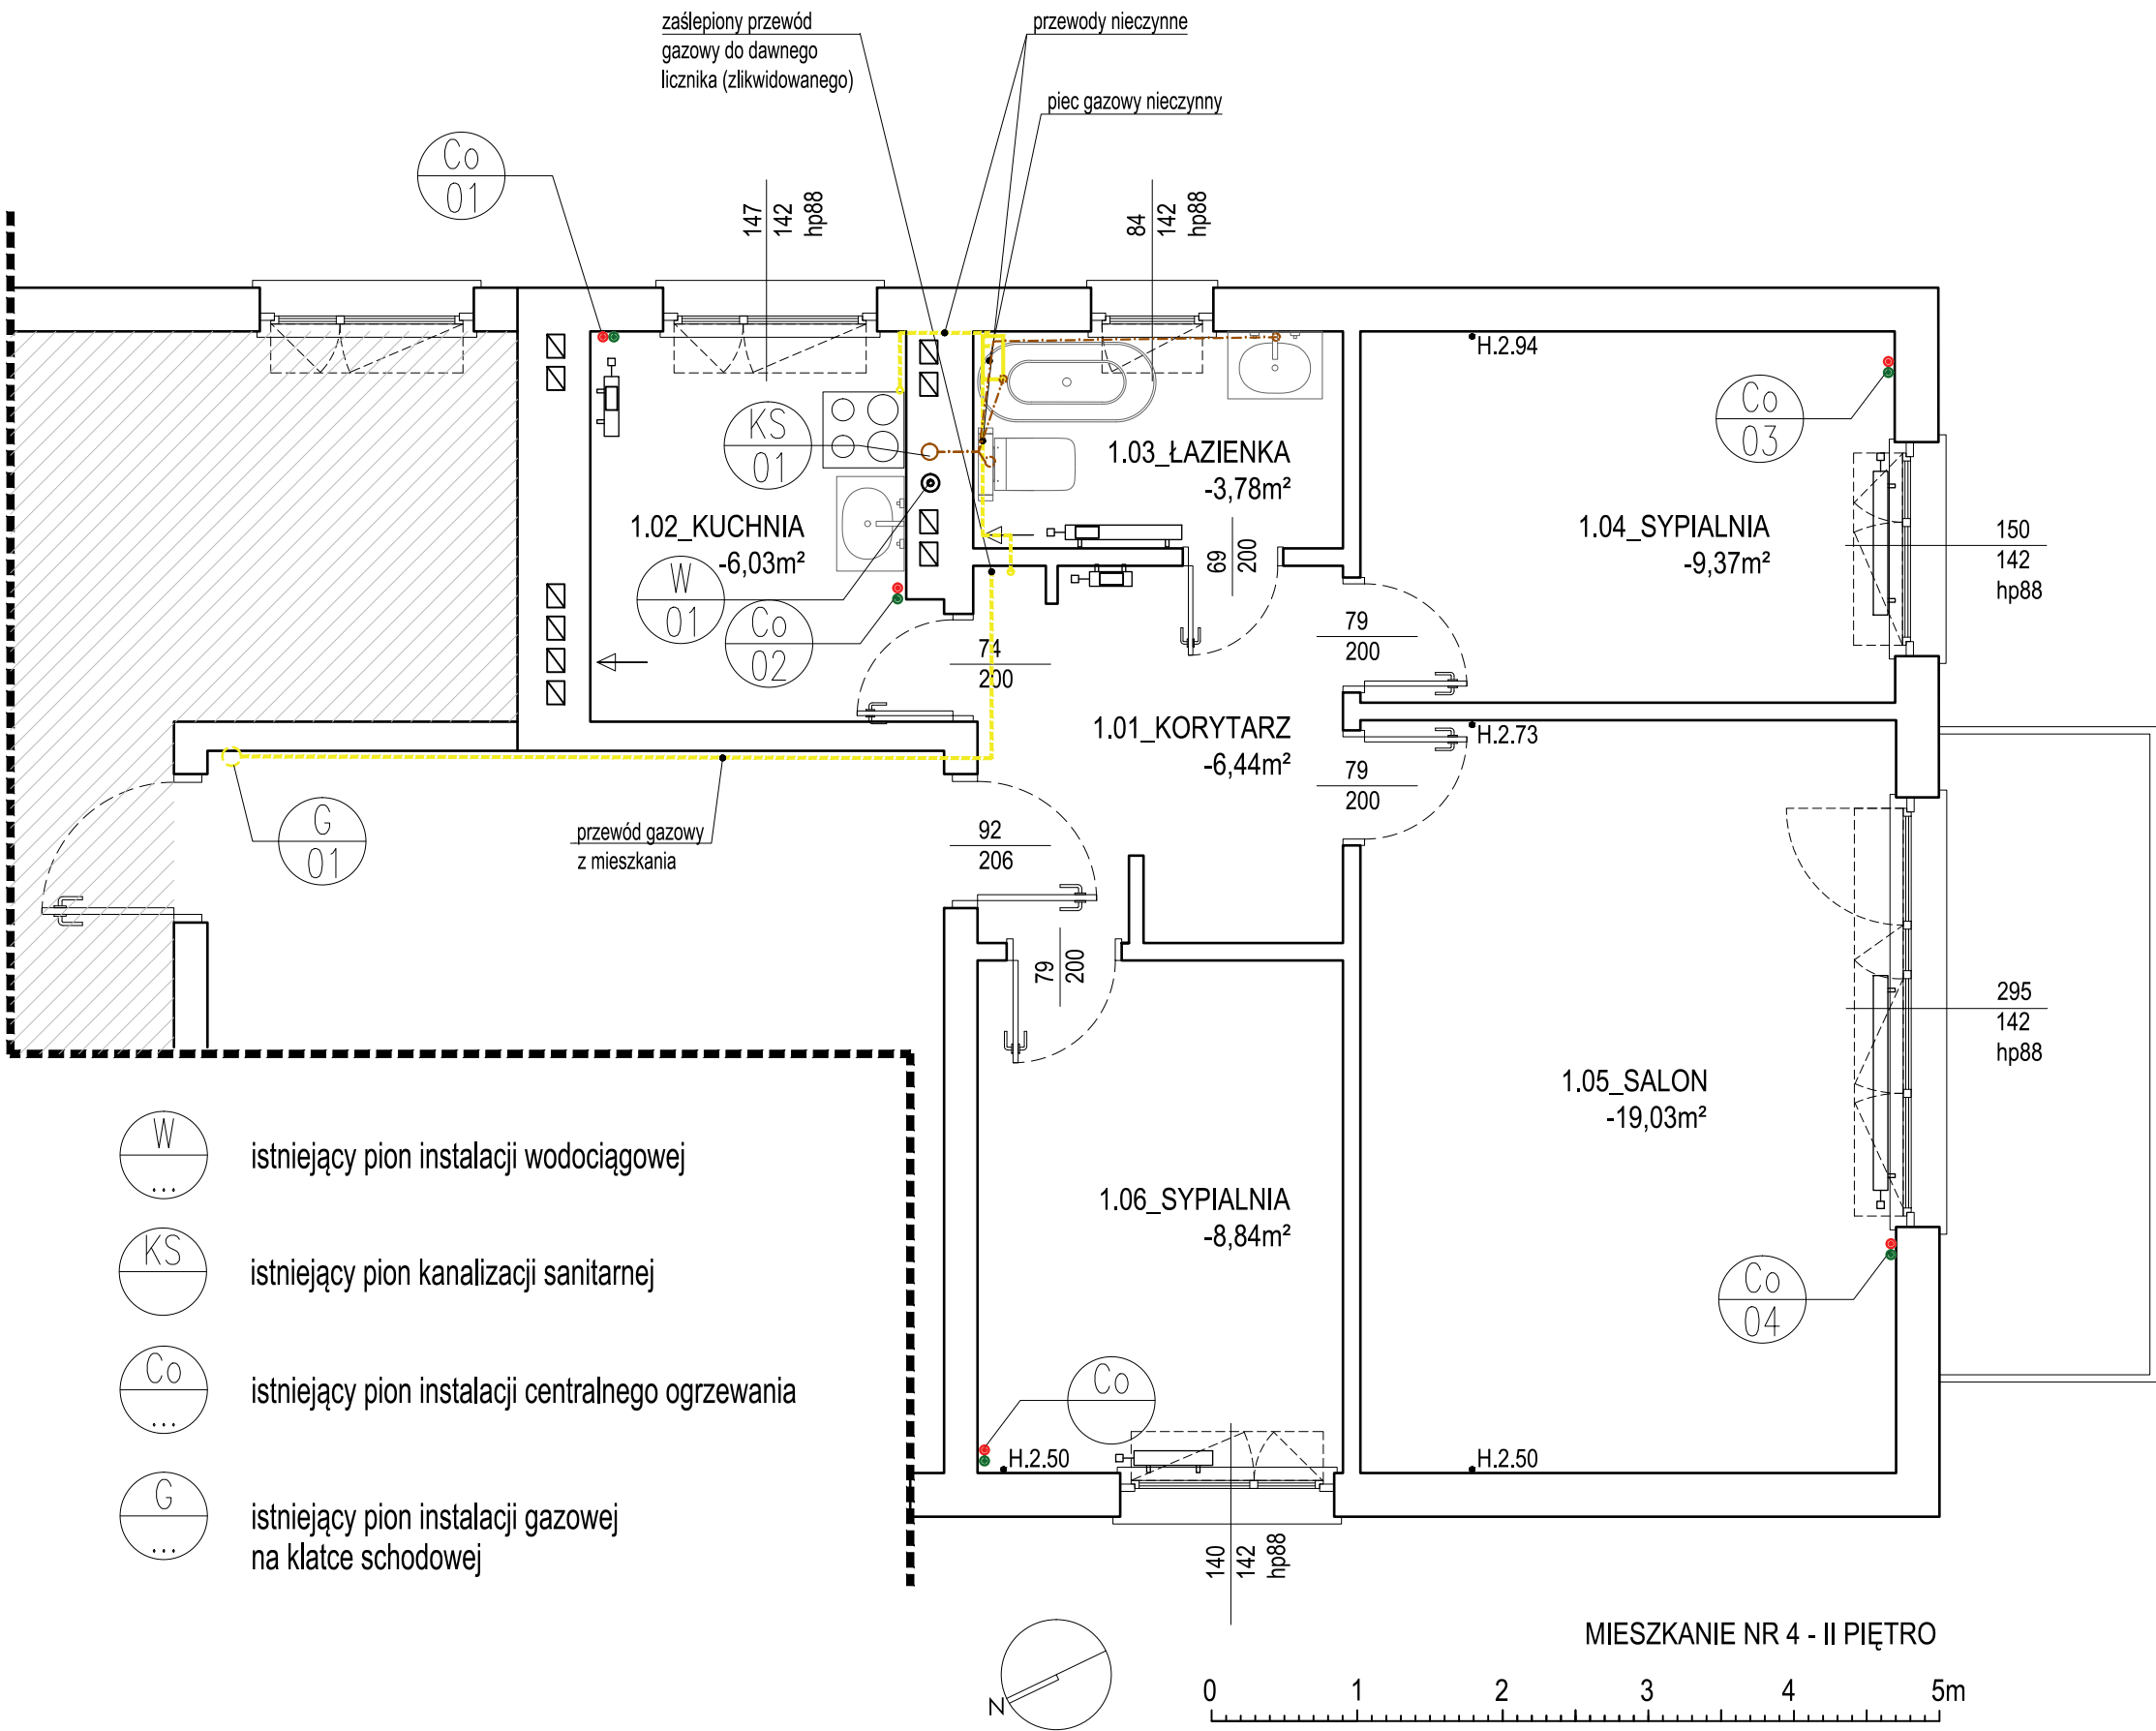 zaślepiony przewód
gazowy do dawnego
licznika (zlikwidowanego)
przewody nieczynne
piec gazowy nieczynny
Co
01
147
142
hp88
84
142
hp88
H.2.94
Co
03
KS
01
1.03_ŁAZIENKA
-3,78m²
1.02_KUCHNIA
-6,03m²
1.04_SYPIALNIA
-9,37m²
150
142
hp88
69
200
W
01
Co
02
74
200
79
200
1.01_KORYTARZ
-6,44m²
H.2.73
79
200
G
01
przewód gazowy
z mieszkania
92
206
79
200
295
142
hp88
1.05_SALON
-19,03m²
W
...
istniejący pion instalacji wodociągowej
1.06_SYPIALNIA
-8,84m²
KS
istniejący pion kanalizacji sanitarnej
Co
04
Co
...
istniejący pion instalacji centralnego ogrzewania
Co
H.2.50
H.2.50
G
...
istniejący pion instalacji gazowej
na klatce schodowej
140
142
hp88
MIESZKANIE NR 4 - II PIĘTRO
N
0 1 2 3 4 5m